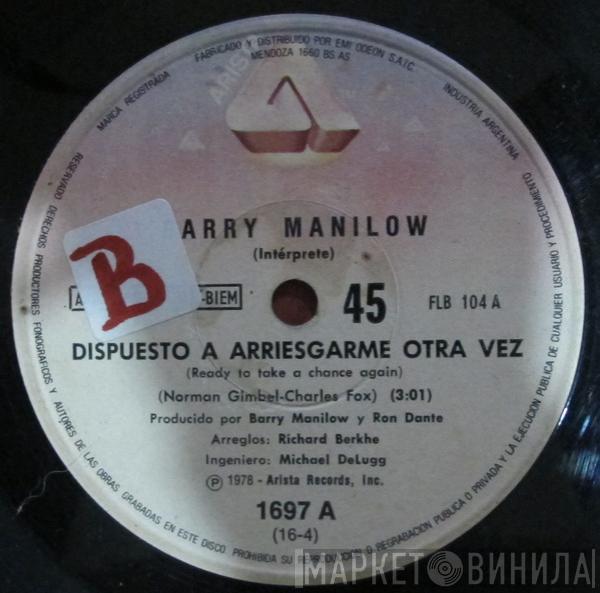 FABRICADO Y DISTRIBUIDO POR EMI ODEON S.A.I.C.
MENDOZA 1660 BS AS
INDUSTRIA ARGENTINA
MARCA REGISTRADA
ARIS
B
ARRY MANILOW
(Intérprete)
A
-BIEM
45
FLB 104 A
DISPUESTO A ARRIESGARME OTRA VEZ
(Ready to take a chance again)
(Norman Gimbel-Charles Fox) (3:01)
Producido por Barry Manilow y Ron Dante
Arreglos: Richard Berkhe
Ingeniero: Michael DeLugg
℗ 1978 - Arista Records, Inc.
1697 A
(16-4)
RESERVADO DERECHOS PRODUCTORES FONOGRAFICOS Y AUTORES DE LAS OBRAS GRABADAS EN ESTE DISCO. PROHIBIDA SU REPRODUCCION O REGRABACION PUBLICA O PRIVADA Y LA EJECUCION PUBLICA DE CUALQUIER USUARIO Y PROCEDIMIENTO
МАРКЕТ ВИНИЛА